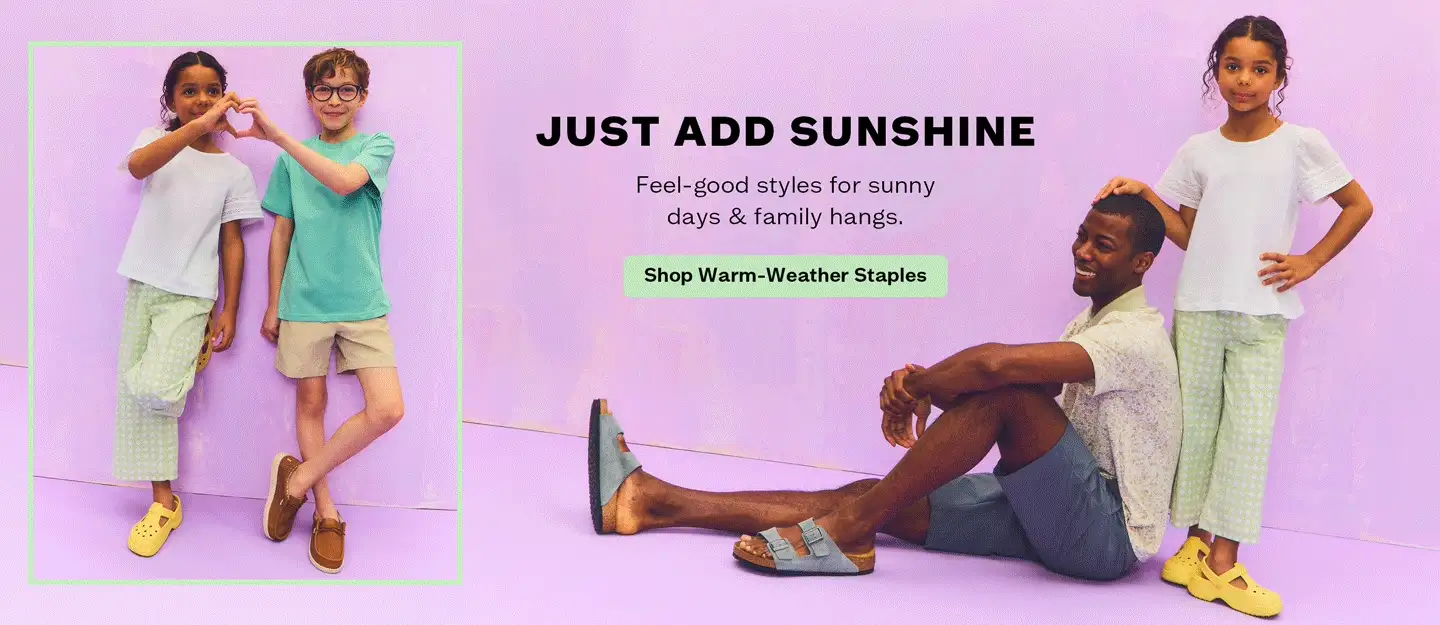 JUST ADD SUNSHINE
Feel-good styles for sunny
days & family hangs.
Shop Warm-Weather Staples